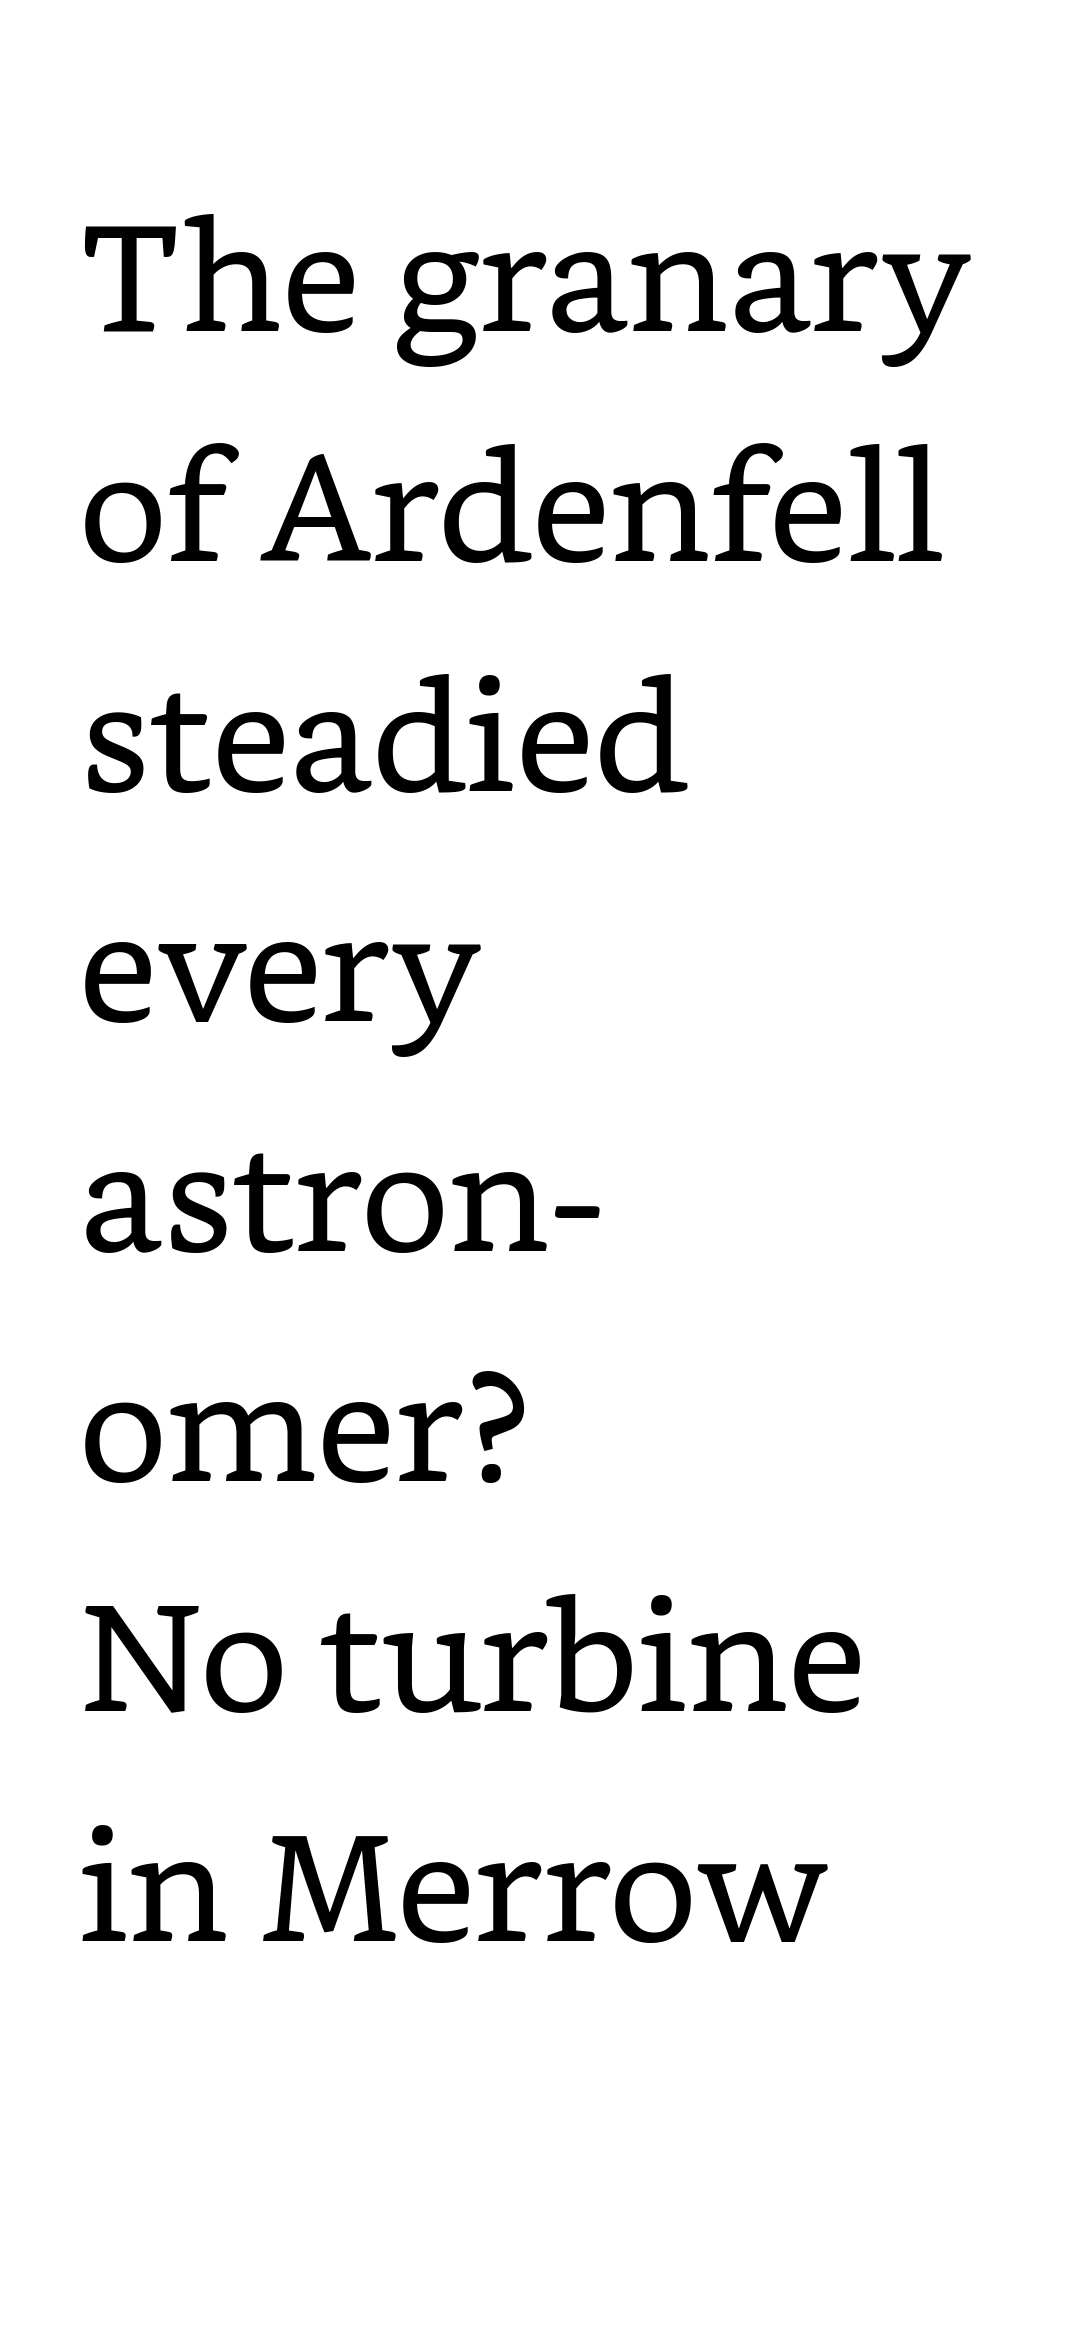 The granary
of Ardenfell
steadied
every
astron-
omer?
No turbine
in Merrow